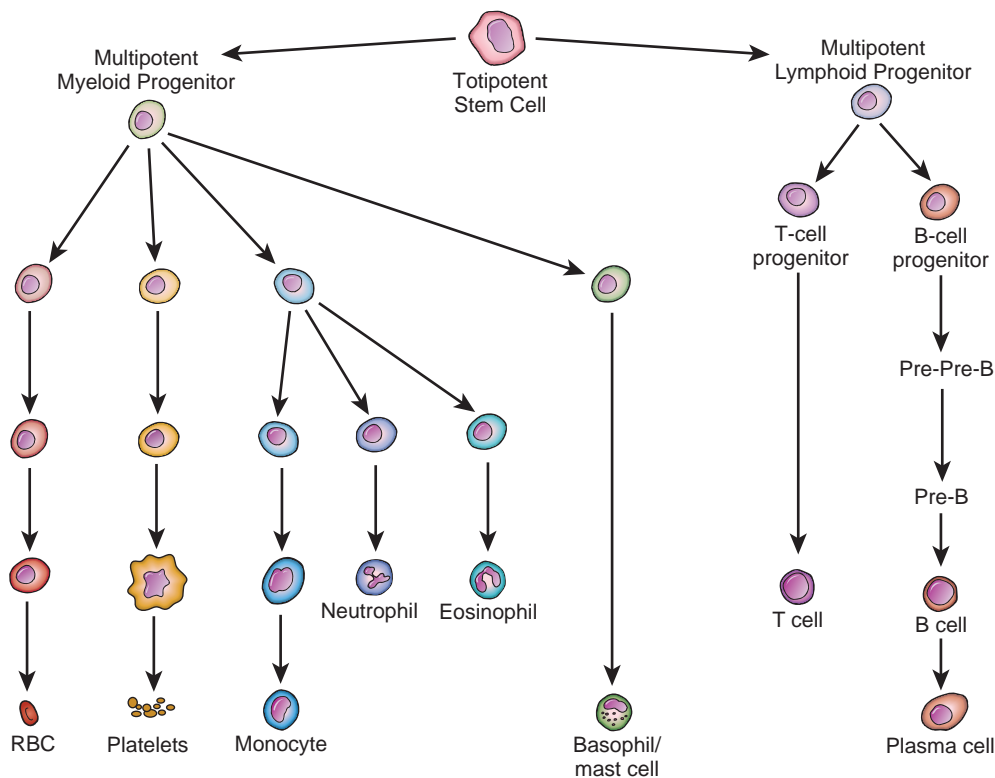 Multipotent
Myeloid Progenitor
Totipotent
Stem Cell
Multipotent
Lymphoid Progenitor
T-cell
progenitor
B-cell
progenitor
Pre-Pre-B
Pre-B
Neutrophil
Eosinophil
T cell
B cell
RBC
Platelets
Monocyte
Basophil/
mast cell
Plasma cell